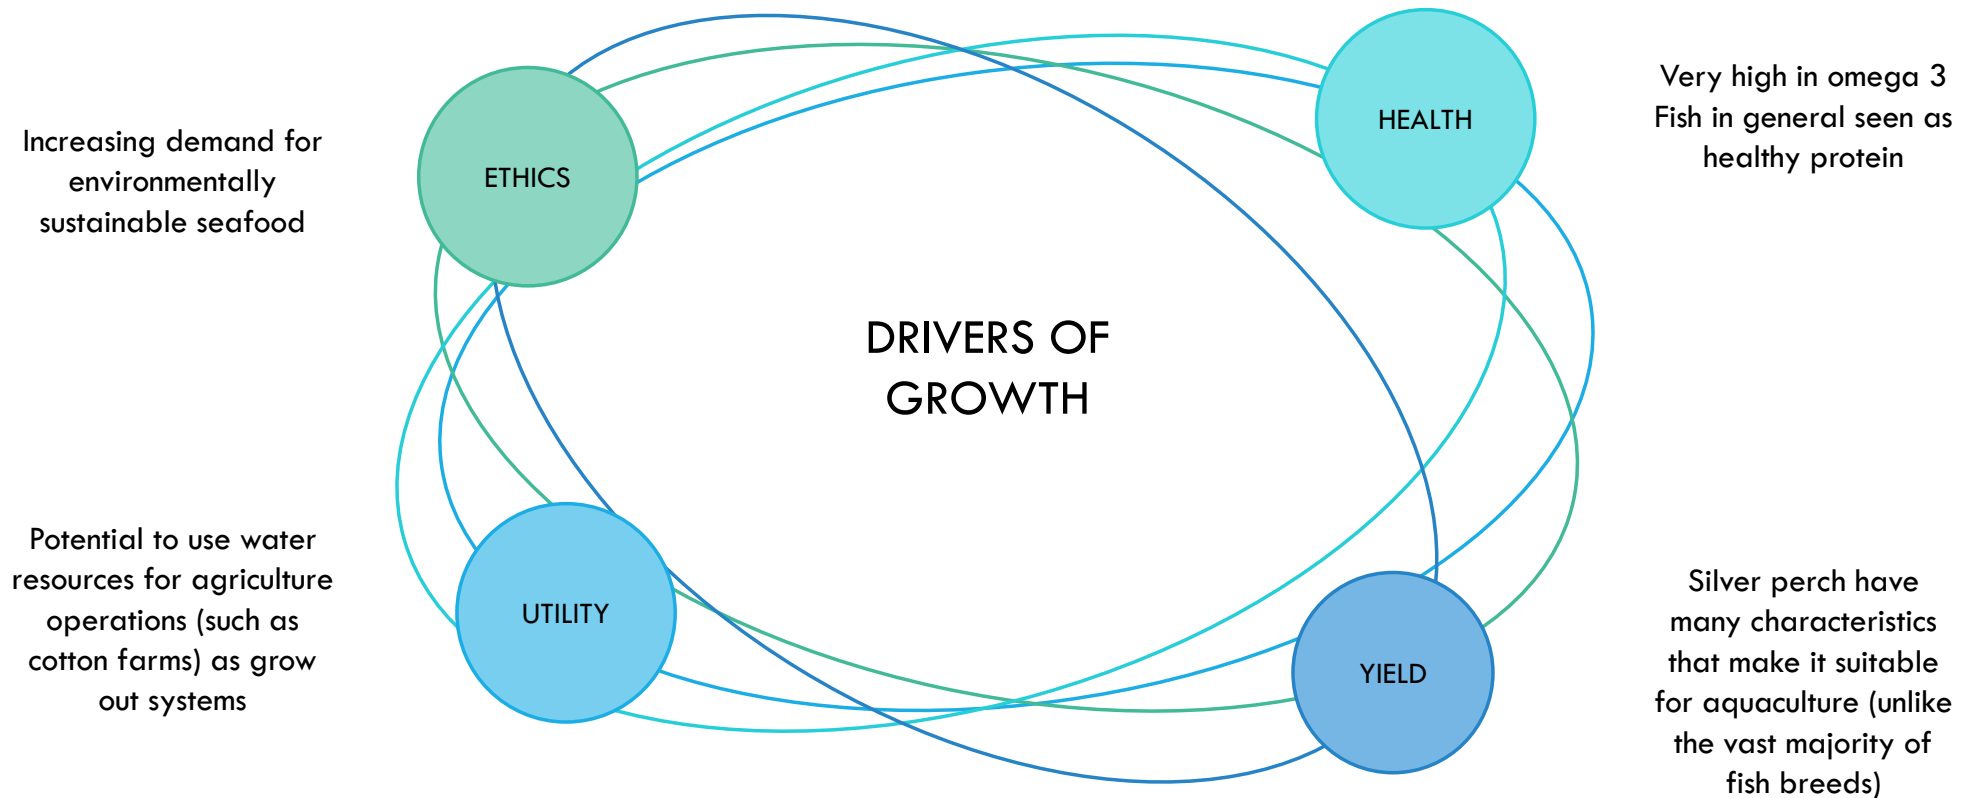 Increasing demand for
environmentally
sustainable seafood
ETHICS
HEALTH
Very high in omega 3
Fish in general seen as
healthy protein
DRIVERS OF
GROWTH
Potential to use water
resources for agriculture
operations (such as
cotton farms) as grow
out systems
UTILITY
YIELD
Silver perch have
many characteristics
that make it suitable
for aquaculture (unlike
the vast majority of
fish breeds)